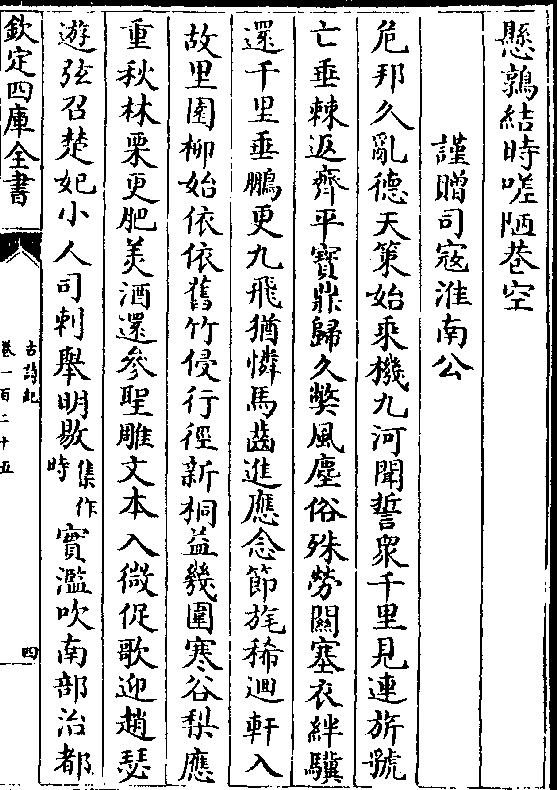 懸鶉結時嗟陋巷空
謹贈司寇淮南公
危邦久亂德天策始乘機九河聞誓衆千里見連旂號
亡垂棘返齊平寶鼎歸久弊風塵俗殊勞關塞衣絆驥
還千里垂鵬更九飛猶憐馬齒進應念節旄稀迴軒入
故里園柳始依依舊竹侵行徑新桐益幾圍寒谷梨應
重秋林栗更肥美酒還參聖雕文本入微促歌迎趙瑟
遊弦召楚妃小人司刺舉明敭集作時實濫吹南部治都
欽定四庫全書
古詩紀
卷一百二十五
四